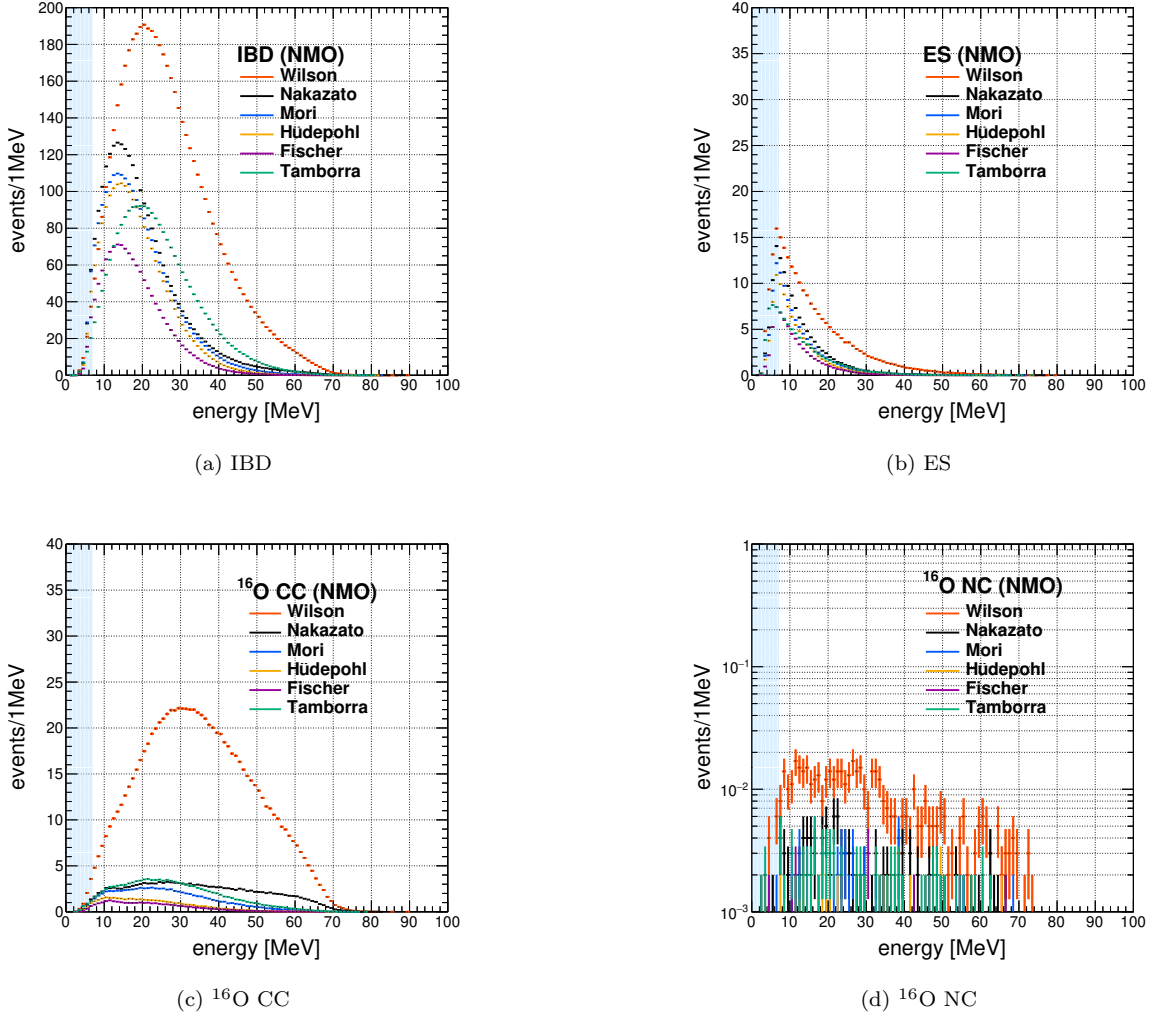 200
180
160
140
120
100
80
60
40
20
0
events/1MeV
IBD (NMO)
Wilson
Nakazato
Mori
Hüdepohl
Fischer
Tamborra
0 10 20 30 40 50 60 70 80 90 100
energy [MeV]
(a) IBD
40
35
30
25
20
15
10
5
0
events/1MeV
ES (NMO)
Wilson
Nakazato
Mori
Hüdepohl
Fischer
Tamborra
0 10 20 30 40 50 60 70 80 90 100
energy [MeV]
(b) ES
40
35
30
25
20
15
10
5
0
events/1MeV
¹⁶O CC (NMO)
Wilson
Nakazato
Mori
Hüdepohl
Fischer
Tamborra
0 10 20 30 40 50 60 70 80 90 100
energy [MeV]
(c) ¹⁶O CC
1
10⁻¹
10⁻²
10⁻³
events/1MeV
¹⁶O NC (NMO)
Wilson
Nakazato
Mori
Hüdepohl
Fischer
Tamborra
0 10 20 30 40 50 60 70 80 90 100
energy [MeV]
(d) ¹⁶O NC